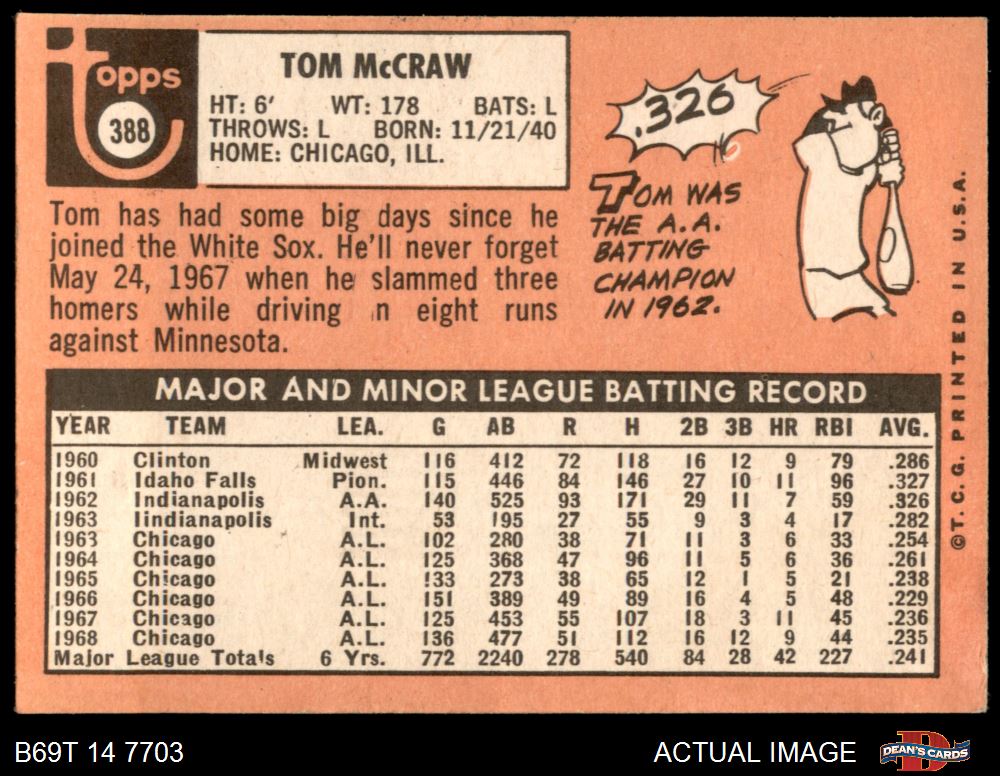 Topps
388
TOM McCRAW
HT: 6' WT: 178 BATS: L
THROWS: L BORN: 11/21/40
HOME: CHICAGO, ILL.
Tom has had some big days since he
joined the White Sox. He'll never forget
May 24, 1967 when he slammed three
homers while driving n eight runs
against Minnesota.
.326
TOM WAS
THE A.A.
BATTING
CHAMPION
IN 1962.
MAJOR AND MINOR LEAGUE BATTING RECORD
YEAR TEAM LEA. G AB R H 2B 3B HR RBI AVG.
1960 Clinton Midwest 116 412 72 118 16 12 9 79 .286
1961 Idaho Falls Pion. 115 446 84 146 27 10 11 96 .327
1962 Indianapolis A.A. 140 525 93 171 29 11 7 59 .326
1963 Iindianapolis Int. 53 195 27 55 9 3 4 17 .282
1963 Chicago A.L. 102 280 38 71 11 3 6 33 .254
1964 Chicago A.L. 125 368 47 96 11 5 6 36 .261
1965 Chicago A.L. 133 273 38 65 12 1 5 21 .238
1966 Chicago A.L. 151 389 49 89 16 4 5 48 .229
1967 Chicago A.L. 125 453 55 107 18 3 11 45 .236
1968 Chicago A.L. 136 477 51 112 16 12 9 44 .235
Major League Totals 6 Yrs. 772 2240 278 540 84 28 42 227 .241
©T.C.G. PRINTED IN U.S.A.
B69T 14 7703
ACTUAL IMAGE
DEAN'S CARDS